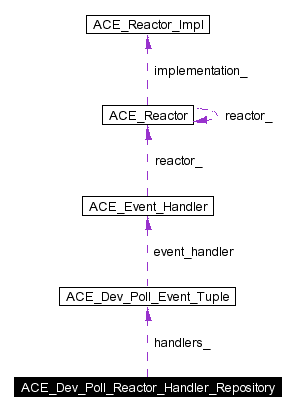 ACE_Reactor_Impl
implementation_
ACE_Reactor
reactor_
reactor_
ACE_Event_Handler
event_handler
ACE_Dev_Poll_Event_Tuple
handlers_
ACE_Dev_Poll_Reactor_Handler_Repository